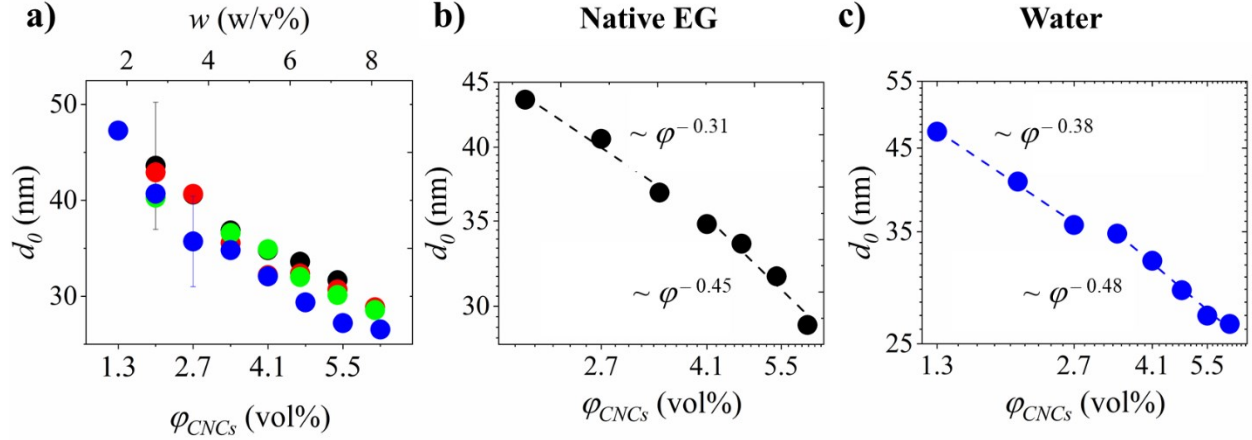 a)
w (w/v%)
2 4 6 8
50
40
30
d₀ (nm)
1.3 2.7 4.1 5.5
φCNCs (vol%)
b) Native EG
45
40
35
30
d₀ (nm)
~ φ⁻⁰·³¹
~ φ⁻⁰·⁴⁵
2.7 4.1 5.5
φCNCs (vol%)
c) Water
55
45
35
25
d₀ (nm)
~ φ⁻⁰·³⁸
~ φ⁻⁰·⁴⁸
1.3 2.7 4.1 5.5
φCNCs (vol%)